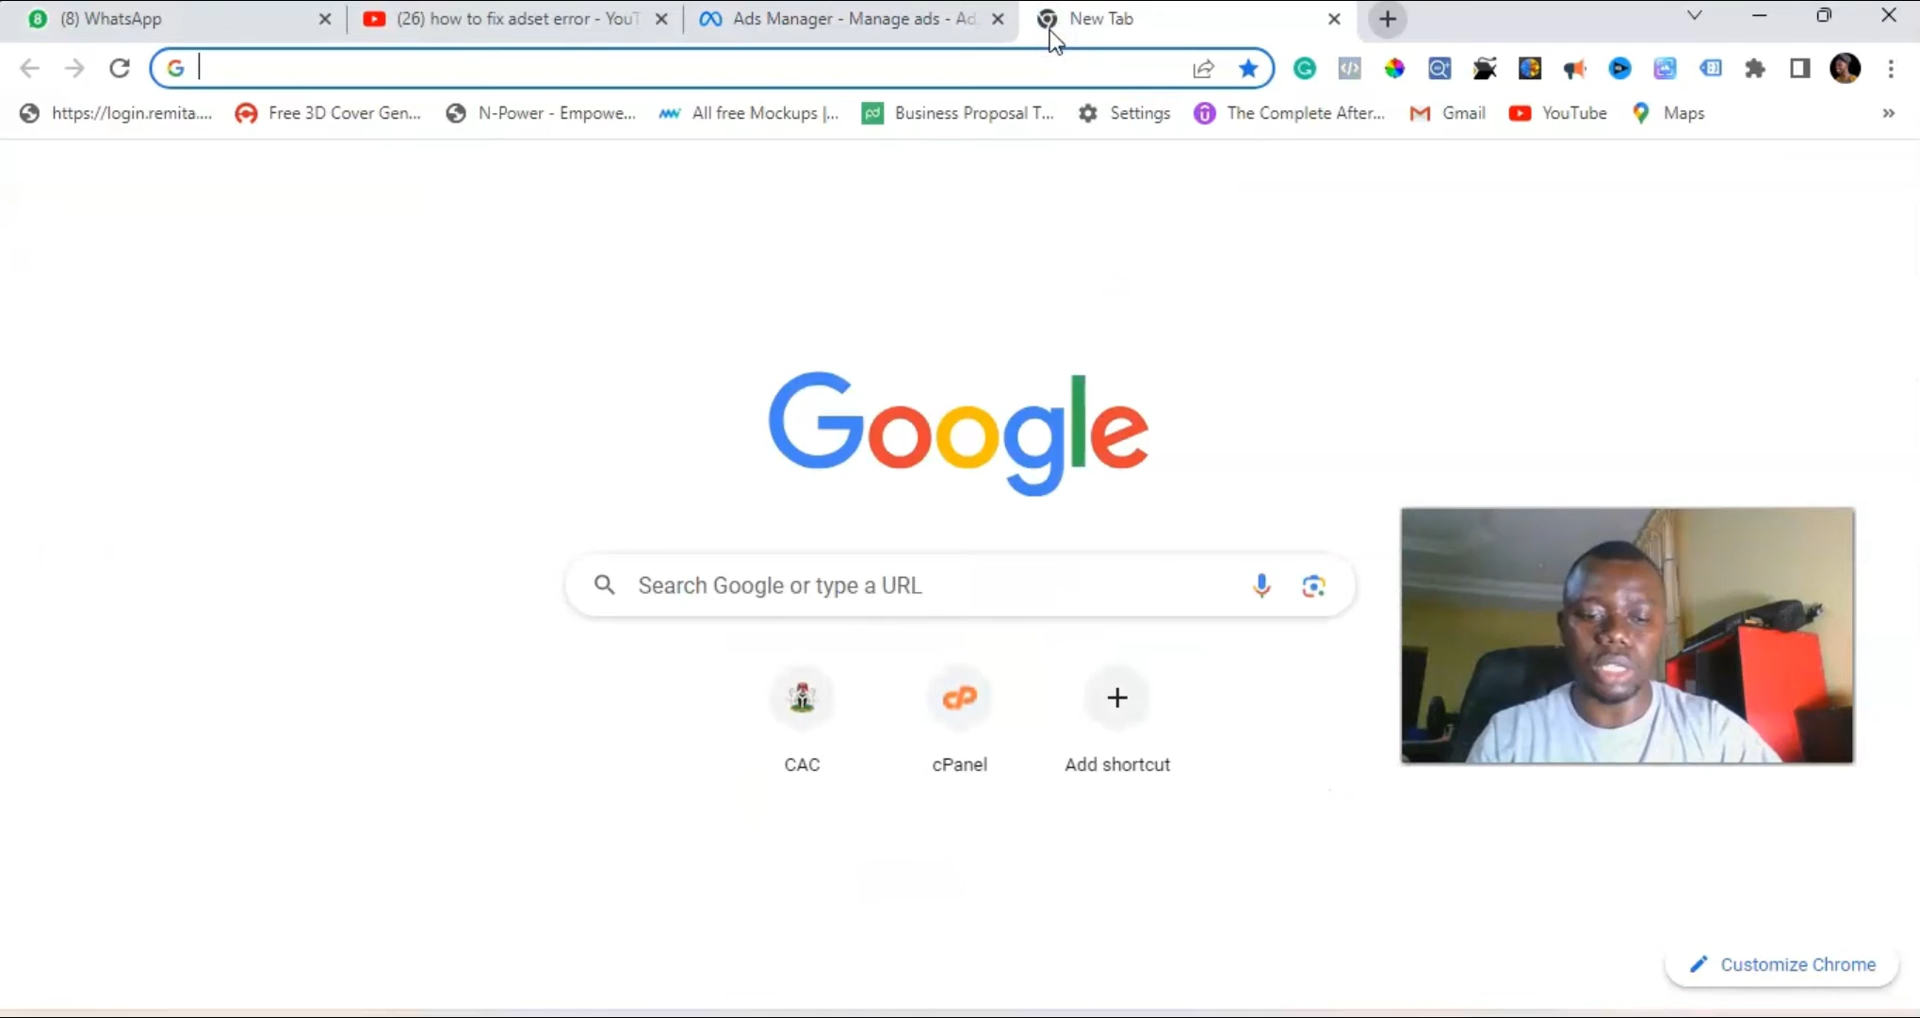 (8) WhatsApp
(26) how to fix adset error - YouT
Ads Manager - Manage ads - Ad
New Tab
https://login.remita....
Free 3D Cover Gen...
N-Power - Empowe...
All free Mockups |...
Business Proposal T...
Settings
The Complete After...
Gmail
YouTube
Maps
Google
Search Google or type a URL
CAC
cPanel
Add shortcut
Customize Chrome